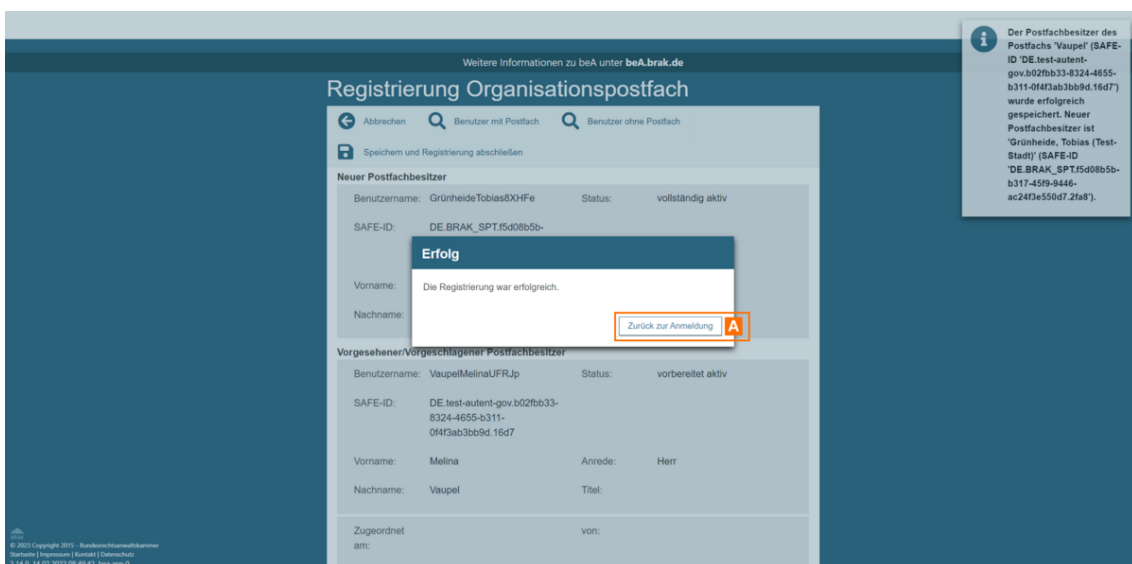 Weitere Informationen zu beA unter beA.brak.de
Registrierung Organisationspostfach
Abbrechen Benutzer mit Postfach Benutzer ohne Postfach
Speichern und Registrierung abschließen
Neuer Postfachbesitzer
Benutzername: GrünheideTobias8XHFe Status: vollständig aktiv
SAFE-ID: DE.BRAK_SPT.f5d08b5b-
Vorname:
Nachname:
Erfolg
Die Registrierung war erfolgreich.
Zurück zur Anmeldung A
Vorgesehener/Vorgeschlagener Postfachbesitzer
Benutzername: VaupelMelinaUFRJp Status: vorbereitet aktiv
SAFE-ID: DE.test-autent-gov.b02fbb33-
8324-4655-b311-
0f4f3ab3bb9d.16d7
Vorname: Melina Anrede: Herr
Nachname: Vaupel Titel:
Zugeordnet von:
am:
Der Postfachbesitzer des
Postfachs 'Vaupel' (SAFE-
ID 'DE.test-autent-
gov.b02fbb33-8324-4655-
b311-0f4f3ab3bb9d.16d7')
wurde erfolgreich
gespeichert. Neuer
Postfachbesitzer ist
'Grünheide, Tobias (Test-
Stadt)' (SAFE-ID
'DE.BRAK_SPT.f5d08b5b-
b317-45f9-9446-
ac24f3e550d7.2fa8').
BRAK
© 2023 Copyright 2015 - Bundesrechtsanwaltskammer
Startseite | Impressum | Kontakt | Datenschutz